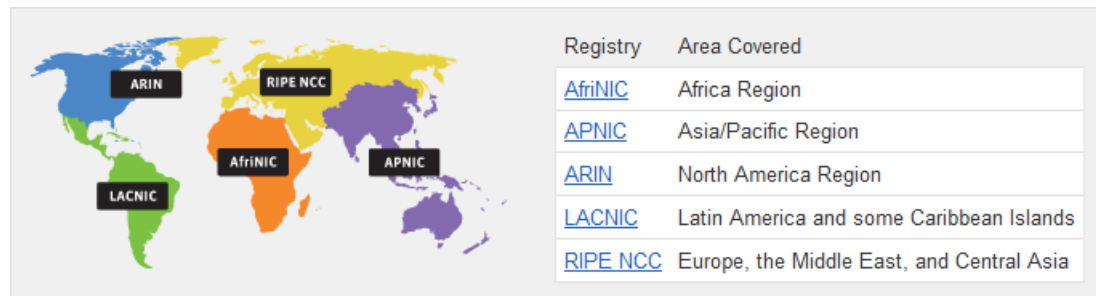 ARIN
RIPE NCC
AfriNIC
APNIC
LACNIC
Registry Area Covered
AfriNIC Africa Region
APNIC Asia/Pacific Region
ARIN North America Region
LACNIC Latin America and some Caribbean Islands
RIPE NCC Europe, the Middle East, and Central Asia